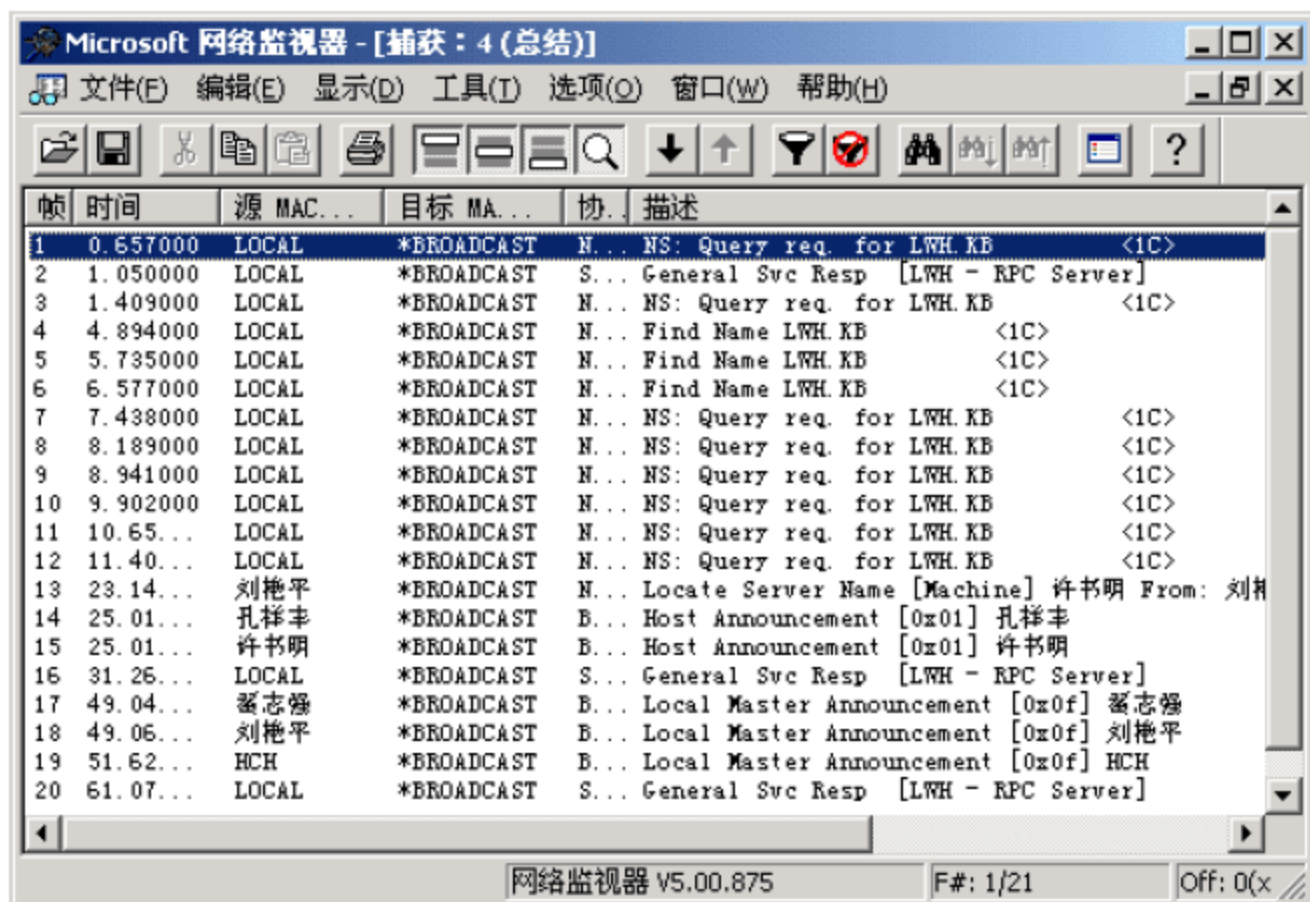 Microsoft 网络监视器 - [捕获：4 (总结)]
文件(F) 编辑(E) 显示(D) 工具(T) 选项(O) 窗口(W) 帮助(H)
帧 时间 源 MAC... 目标 MA... 协.. 描述
1 0.657000 LOCAL *BROADCAST N... NS: Query req. for LWH.KB <1C>
2 1.050000 LOCAL *BROADCAST S... General Svc Resp [LWH - RPC Server]
3 1.409000 LOCAL *BROADCAST N... NS: Query req. for LWH.KB <1C>
4 4.894000 LOCAL *BROADCAST N... Find Name LWH.KB <1C>
5 5.735000 LOCAL *BROADCAST N... Find Name LWH.KB <1C>
6 6.577000 LOCAL *BROADCAST N... Find Name LWH.KB <1C>
7 7.438000 LOCAL *BROADCAST N... NS: Query req. for LWH.KB <1C>
8 8.189000 LOCAL *BROADCAST N... NS: Query req. for LWH.KB <1C>
9 8.941000 LOCAL *BROADCAST N... NS: Query req. for LWH.KB <1C>
10 9.902000 LOCAL *BROADCAST N... NS: Query req. for LWH.KB <1C>
11 10.65... LOCAL *BROADCAST N... NS: Query req. for LWH.KB <1C>
12 11.40... LOCAL *BROADCAST N... NS: Query req. for LWH.KB <1C>
13 23.14... 刘艳平 *BROADCAST N... Locate Server Name [Machine] 许书明 From: 刘艳
14 25.01... 孔祥丰 *BROADCAST B... Host Announcement [0x01] 孔祥丰
15 25.01... 许书明 *BROADCAST B... Host Announcement [0x01] 许书明
16 31.26... LOCAL *BROADCAST S... General Svc Resp [LWH - RPC Server]
17 49.04... 志强 *BROADCAST B... Local Master Announcement [0x0f] 志强
18 49.06... 刘艳平 *BROADCAST B... Local Master Announcement [0x0f] 刘艳平
19 51.62... HCH *BROADCAST B... Local Master Announcement [0x0f] HCH
20 61.07... LOCAL *BROADCAST S... General Svc Resp [LWH - RPC Server]
网络监视器 V5.00.875 F#: 1/21 Off: 0(x